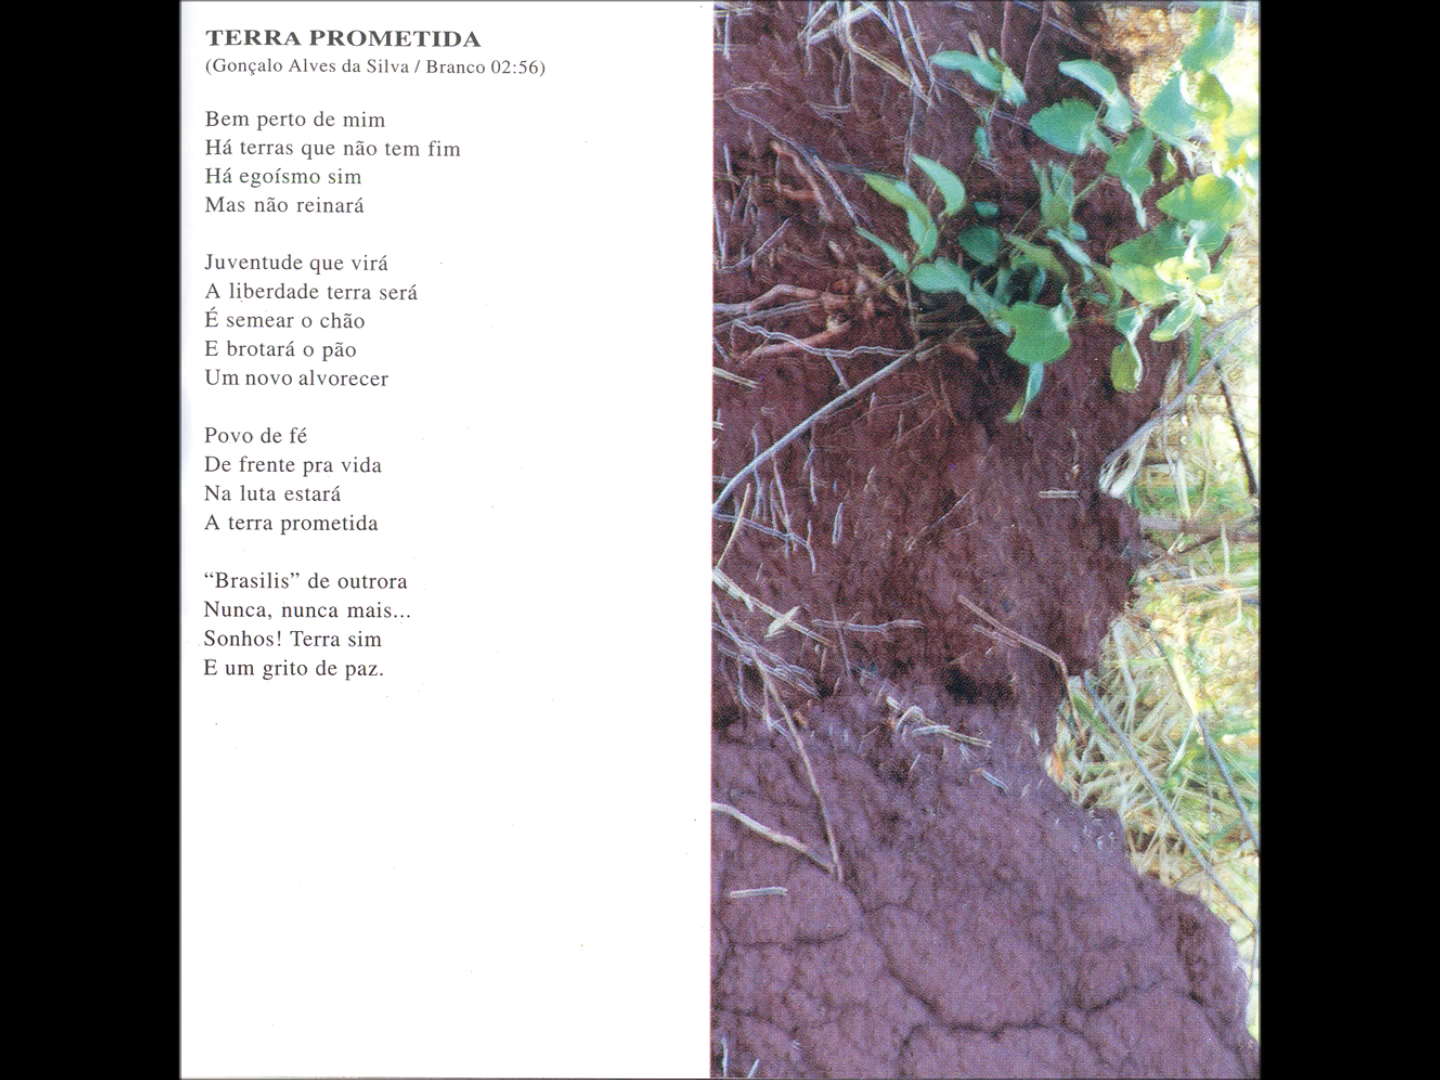 TERRA PROMETIDA
(Gonçalo Alves da Silva / Branco 02:56)
Bem perto de mim
Há terras que não tem fim
Há egoísmo sim
Mas não reinará
Juventude que virá
A liberdade terra será
É semear o chão
E brotará o pão
Um novo alvorecer
Povo de fé
De frente pra vida
Na luta estará
A terra prometida
“Brasilis” de outrora
Nunca, nunca mais...
Sonhos! Terra sim
E um grito de paz.